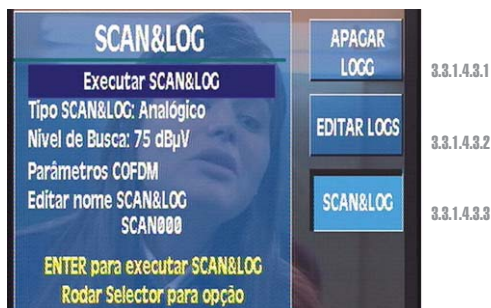 SCAN&LOG
Executar SCAN&LOG
Tipo SCAN&LOG: Analógico
Nivel de Busca: 75 dBµV
Parâmetros COFDM
Editar nome SCAN&LOG
SCAN000
ENTER para executar SCAN&LOG
Rodar Selector para opção
APAGAR
LOGG
EDITAR LOGS
SCAN&LOG
3.3.1.4.3.1
3.3.1.4.3.2
3.3.1.4.3.3